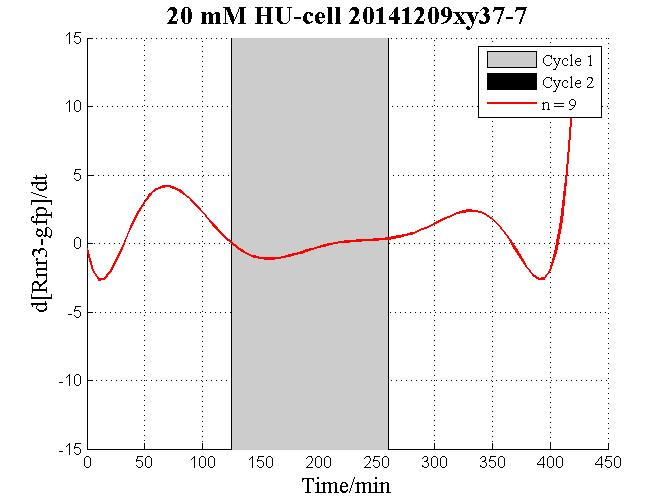 20 mM HU-cell 20141209xy37-7
15
10
5
0
-5
-10
-15
d[Rnr3-gfp]/dt
Cycle 1
Cycle 2
n = 9
0 50 100 150 200 250 300 350 400 450
Time/min